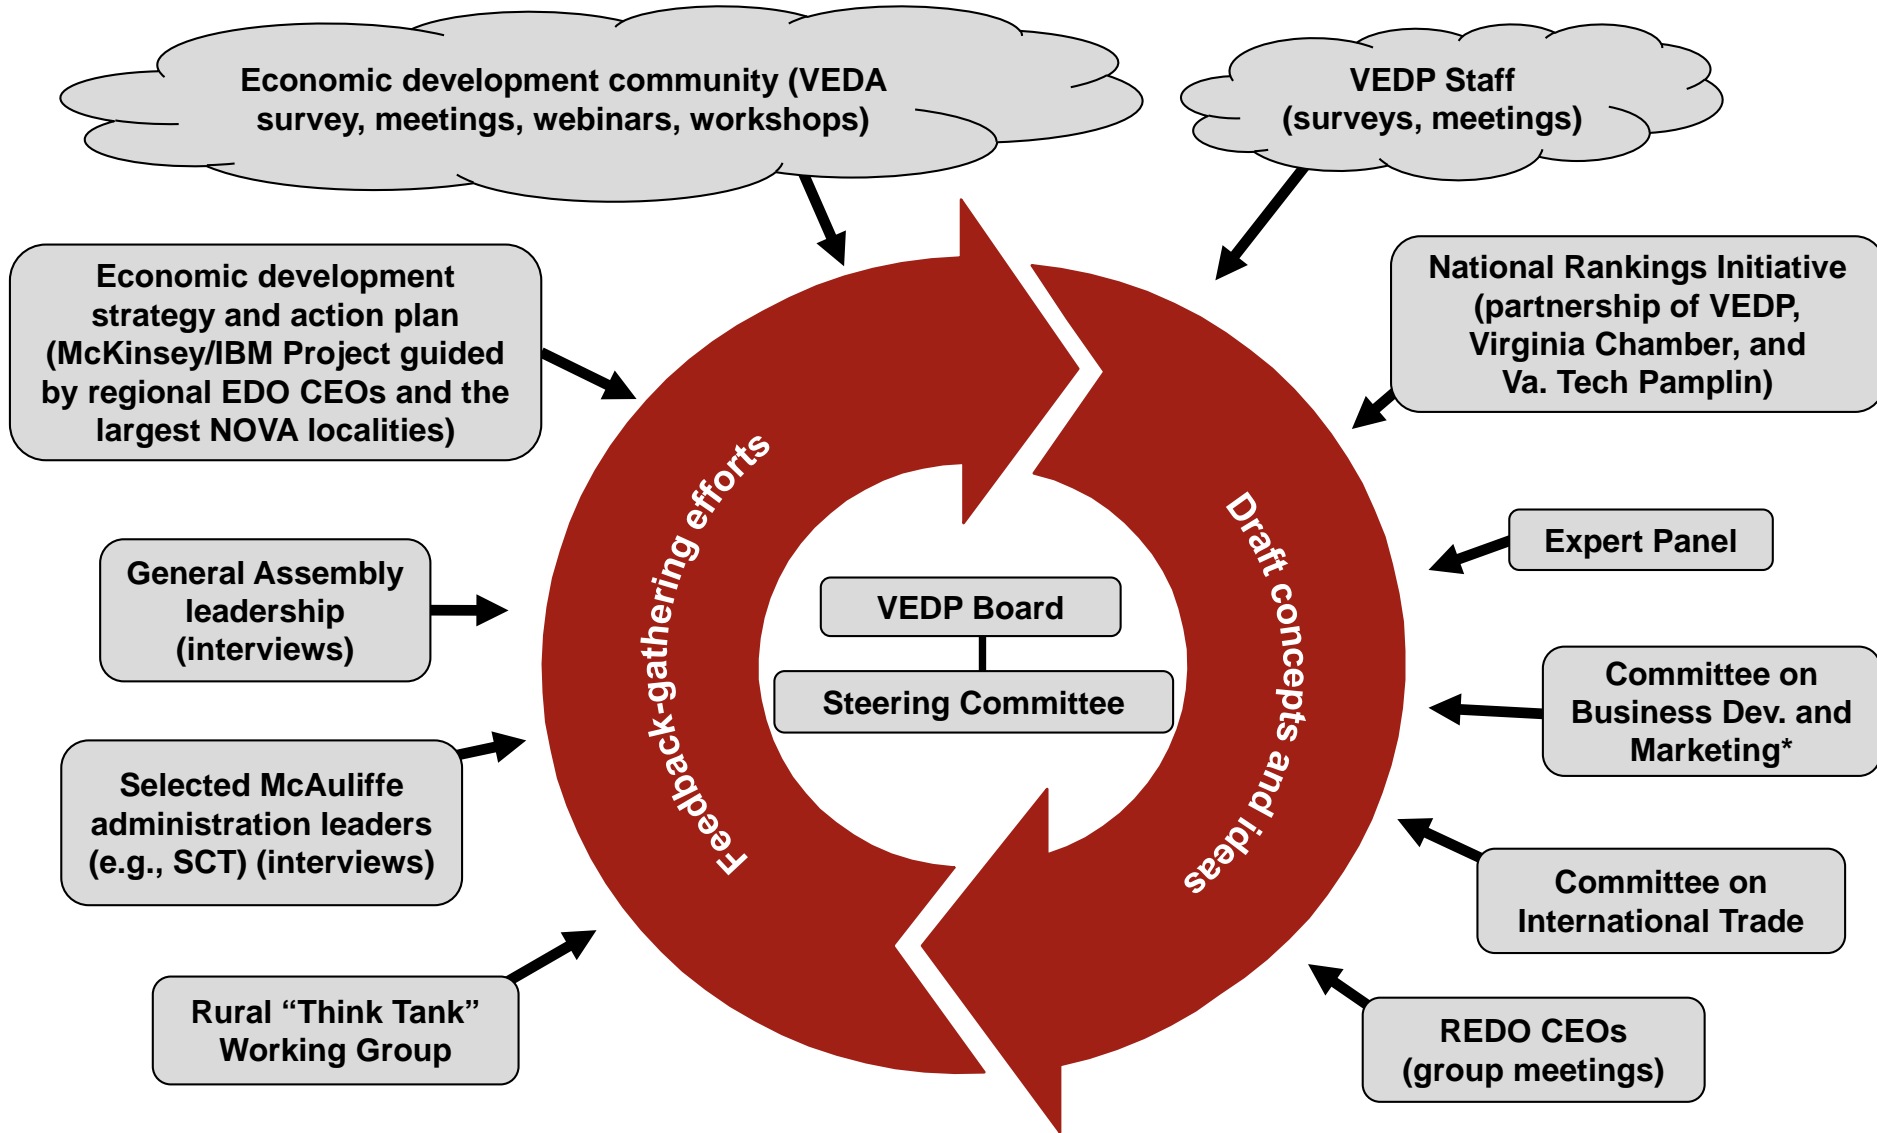 Economic development community (VEDA
survey, meetings, webinars, workshops)
VEDP Staff
(surveys, meetings)
Economic development
strategy and action plan
(McKinsey/IBM Project guided
by regional EDO CEOs and the
largest NOVA localities)
National Rankings Initiative
(partnership of VEDP,
Virginia Chamber, and
Va. Tech Pamplin)
General Assembly
leadership
(interviews)
Selected McAuliffe
administration leaders
(e.g., SCT) (interviews)
Rural “Think Tank”
Working Group
Feedback-gathering efforts
VEDP Board
Steering Committee
Draft concepts and ideas
Expert Panel
Committee on
Business Dev. and
Marketing*
Committee on
International Trade
REDO CEOs
(group meetings)